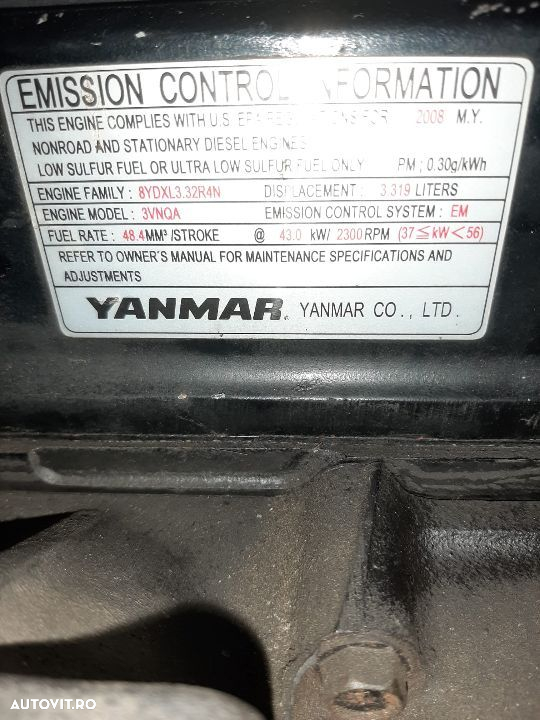 EMISSION CONTROL INFORMATION
THIS ENGINE COMPLIES WITH U.S. EPA REGULATIONS FOR 2008 M.Y.
NONROAD AND STATIONARY DIESEL ENGINES
LOW SULFUR FUEL OR ULTRA LOW SULFUR FUEL ONLY PM ; 0.30g/kWh
ENGINE FAMILY : 8YDXL3.32R4N DISPLACEMENT : 3.319 LITERS
ENGINE MODEL : 3VNQA EMISSION CONTROL SYSTEM : EM
FUEL RATE : 48.4MM³ /STROKE @ 43.0 kW/ 2300RPM (37≦kW<56)
REFER TO OWNER'S MANUAL FOR MAINTENANCE SPECIFICATIONS AND
ADJUSTMENTS
YANMAR. YANMAR CO., LTD.
AUTOVIT.RO